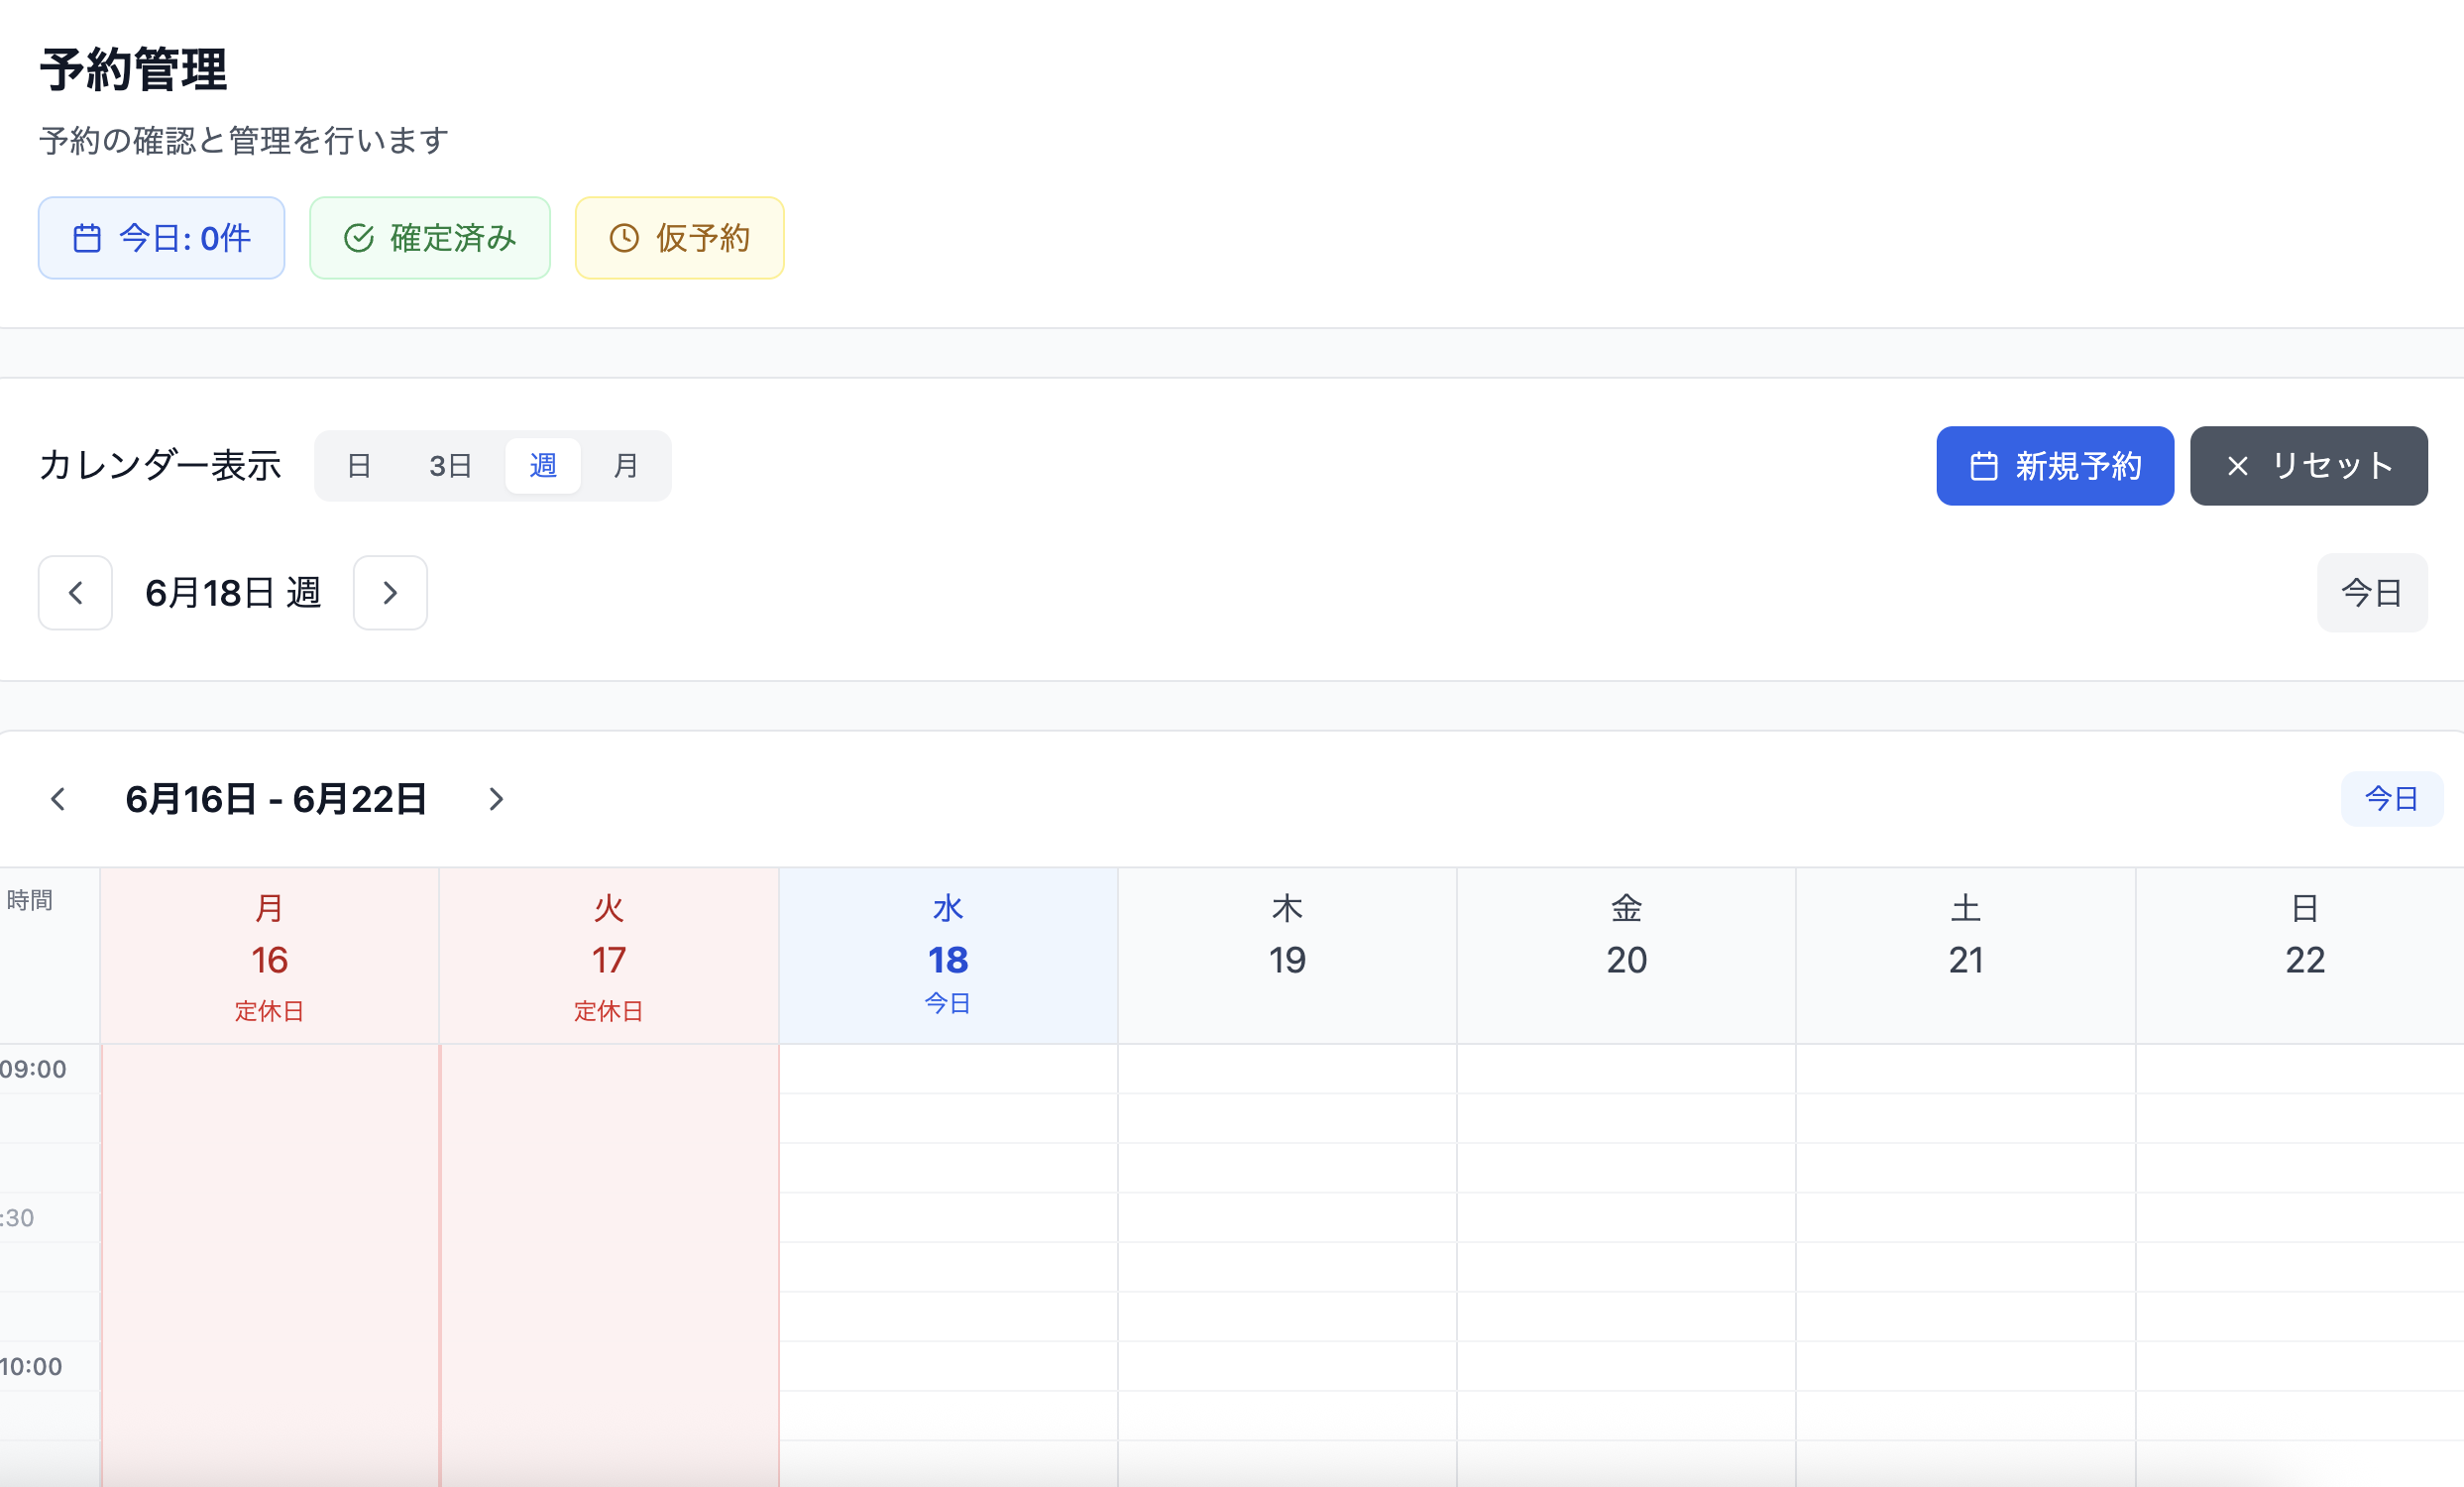 予約管理
予約の確認と管理を行います
今日: 0件 確定済み 仮予約
カレンダー表示 日 3日 週 月 新規予約 リセット
6月18日 週 今日
6月16日 - 6月22日 今日
時間 月 火 水 木 金 土 日
16 17 18 19 20 21 22
定休日 定休日 今日
09:00
:30
10:00